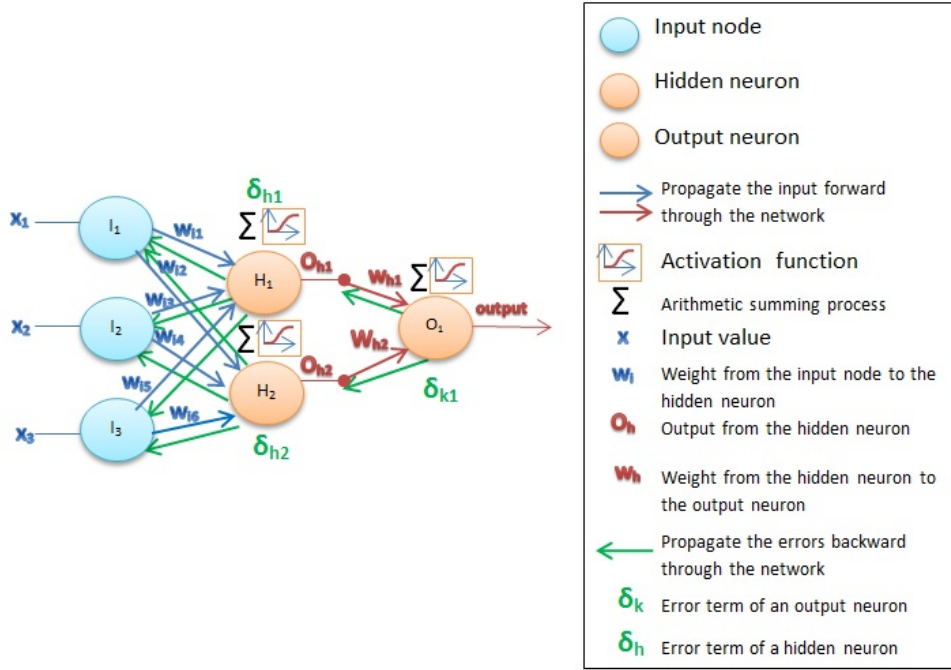 δh1
x1
I1
wi1
∑
wi2
Oh1
wh1
∑
H1
wi3
x2
I2
∑
O1
output
wi4
wh2
wi5
Oh2
H2
δk1
wi6
x3
I3
δh2
Input node
Hidden neuron
Output neuron
Propagate the input forward
through the network
Activation function
∑ Arithmetic summing process
x Input value
wi Weight from the input node to the
hidden neuron
Oh Output from the hidden neuron
wh Weight from the hidden neuron to
the output neuron
Propagate the errors backward
through the network
δk Error term of an output neuron
δh Error term of a hidden neuron